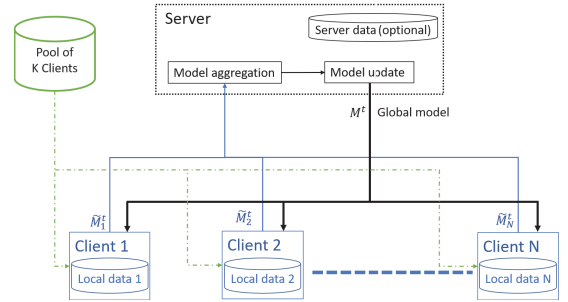 Server
Server data (optional)
Pool of
K Clients
Model aggregation
Model update
M^t Global model
M̃_1^t
M̃_2^t
M̃_N^t
Client 1
Client 2
Client N
Local data 1
Local data 2
Local data N